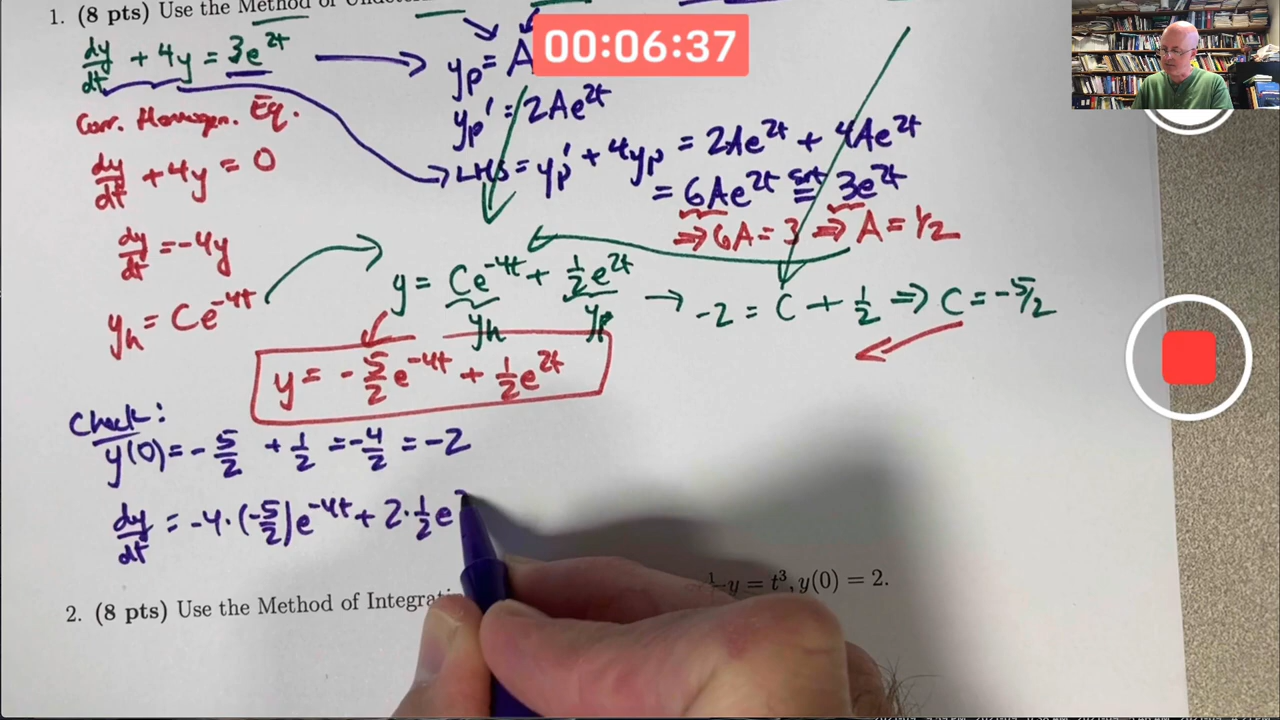 1. (8 pts) Use the Method of
00:06:37
dy/dt + 4y = 3e^2t
yp = A
yp' = 2Ae^2t
Corr. Homogen. Eq.
LHS = yp' + 4yp = 2Ae^2t + 4Ae^2t
dy/dt + 4y = 0
= 6Ae^2t set= 3e^2t
⇒ 6A = 3 ⇒ A = 1/2
dy/dt = -4y
y = Ce^-4t + 1/2 e^2t → -2 = C + 1/2 ⇒ C = -5/2
yh yp
yh = Ce^-4t
y = -5/2 e^-4t + 1/2 e^2t
Check:
y(0) = -5/2 + 1/2 = -4/2 = -2
dy/dt = -4·(-5/2)e^-4t + 2·1/2 e
2. (8 pts) Use the Method of y = t^3, y(0) = 2.